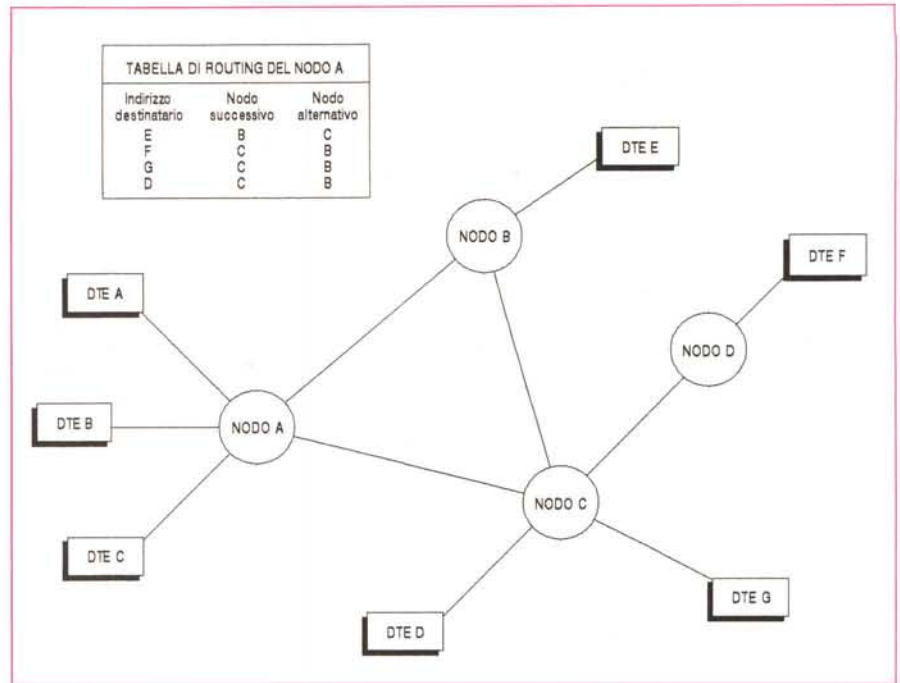 TABELLA DI ROUTING DEL NODO A
Indirizzo destinatario Nodo successivo Nodo alternativo
E B C
F C B
G C B
D C B
DTE E
NODO B
DTE F
DTE A
NODO D
DTE B
NODO A
NODO C
DTE C
DTE G
DTE D